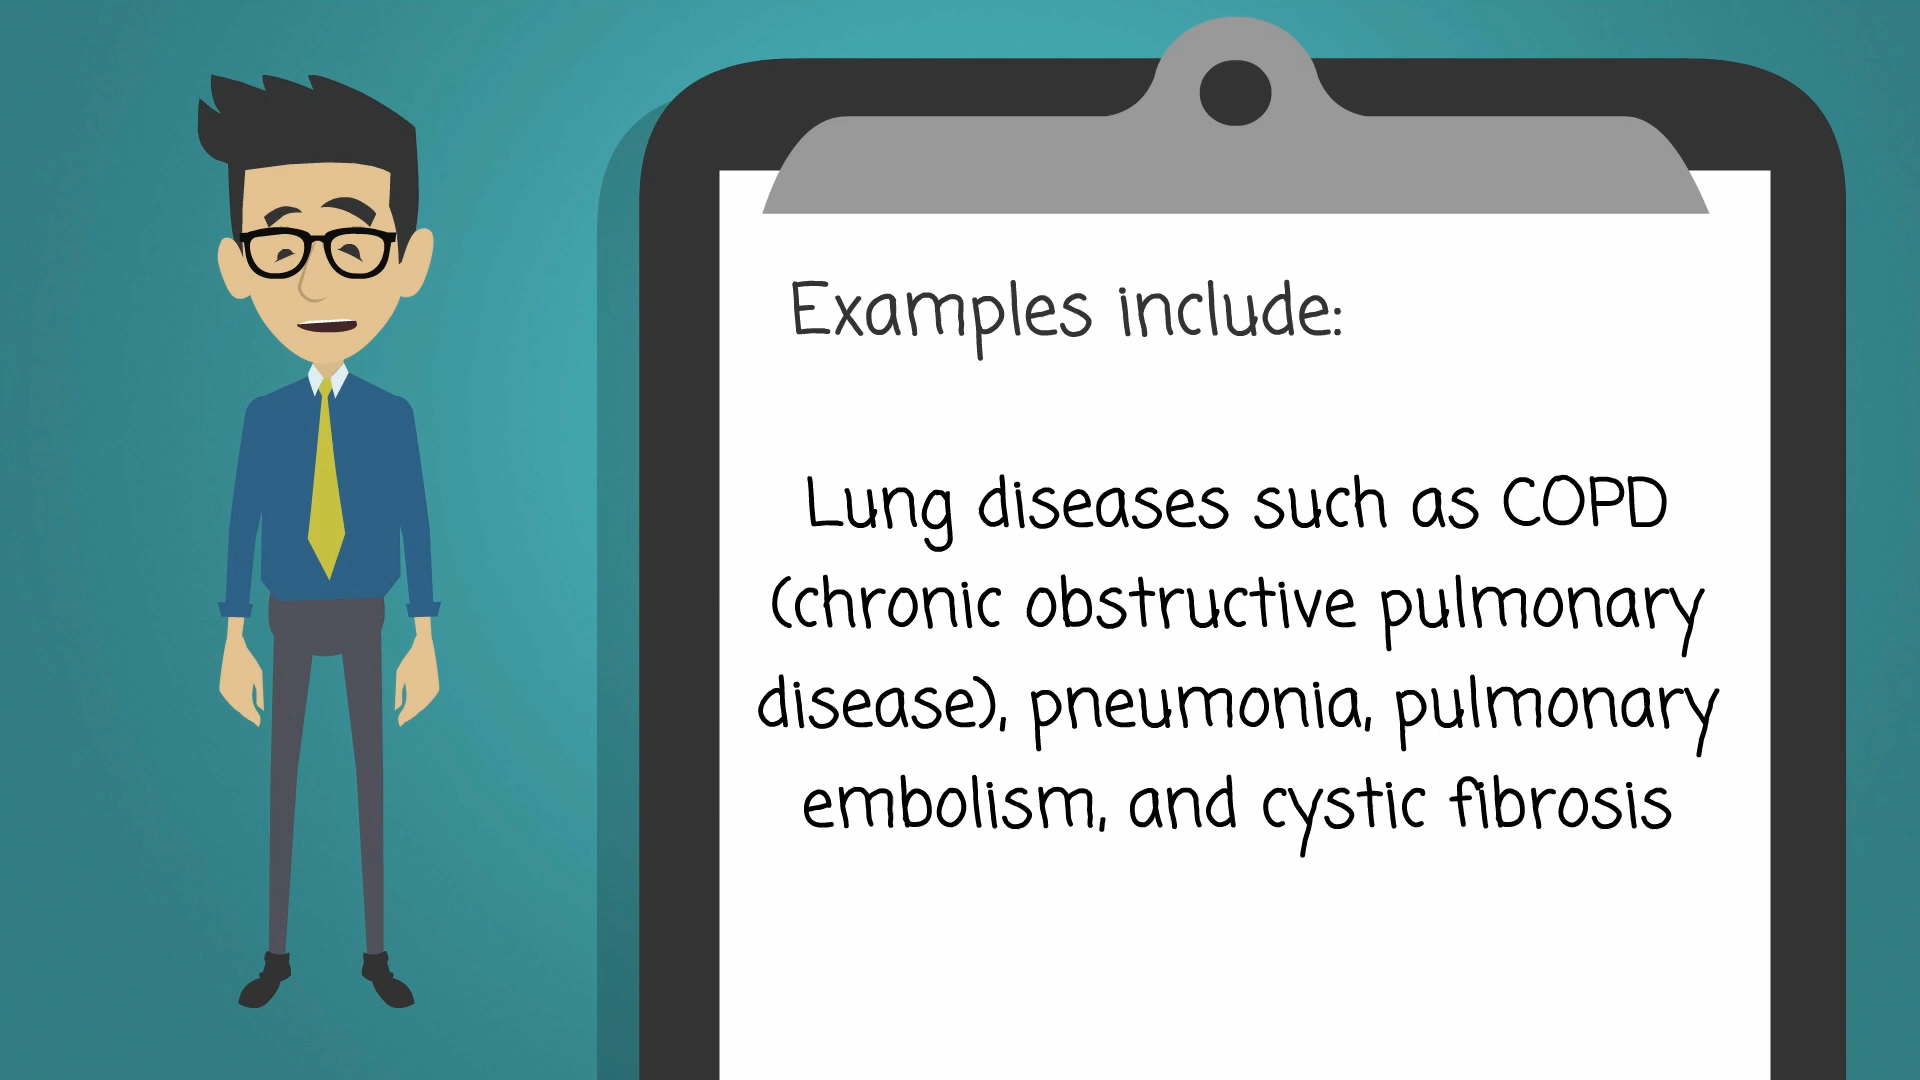 Examples include:
Lung diseases such as COPD
(chronic obstructive pulmonary
disease), pneumonia, pulmonary
embolism, and cystic fibrosis